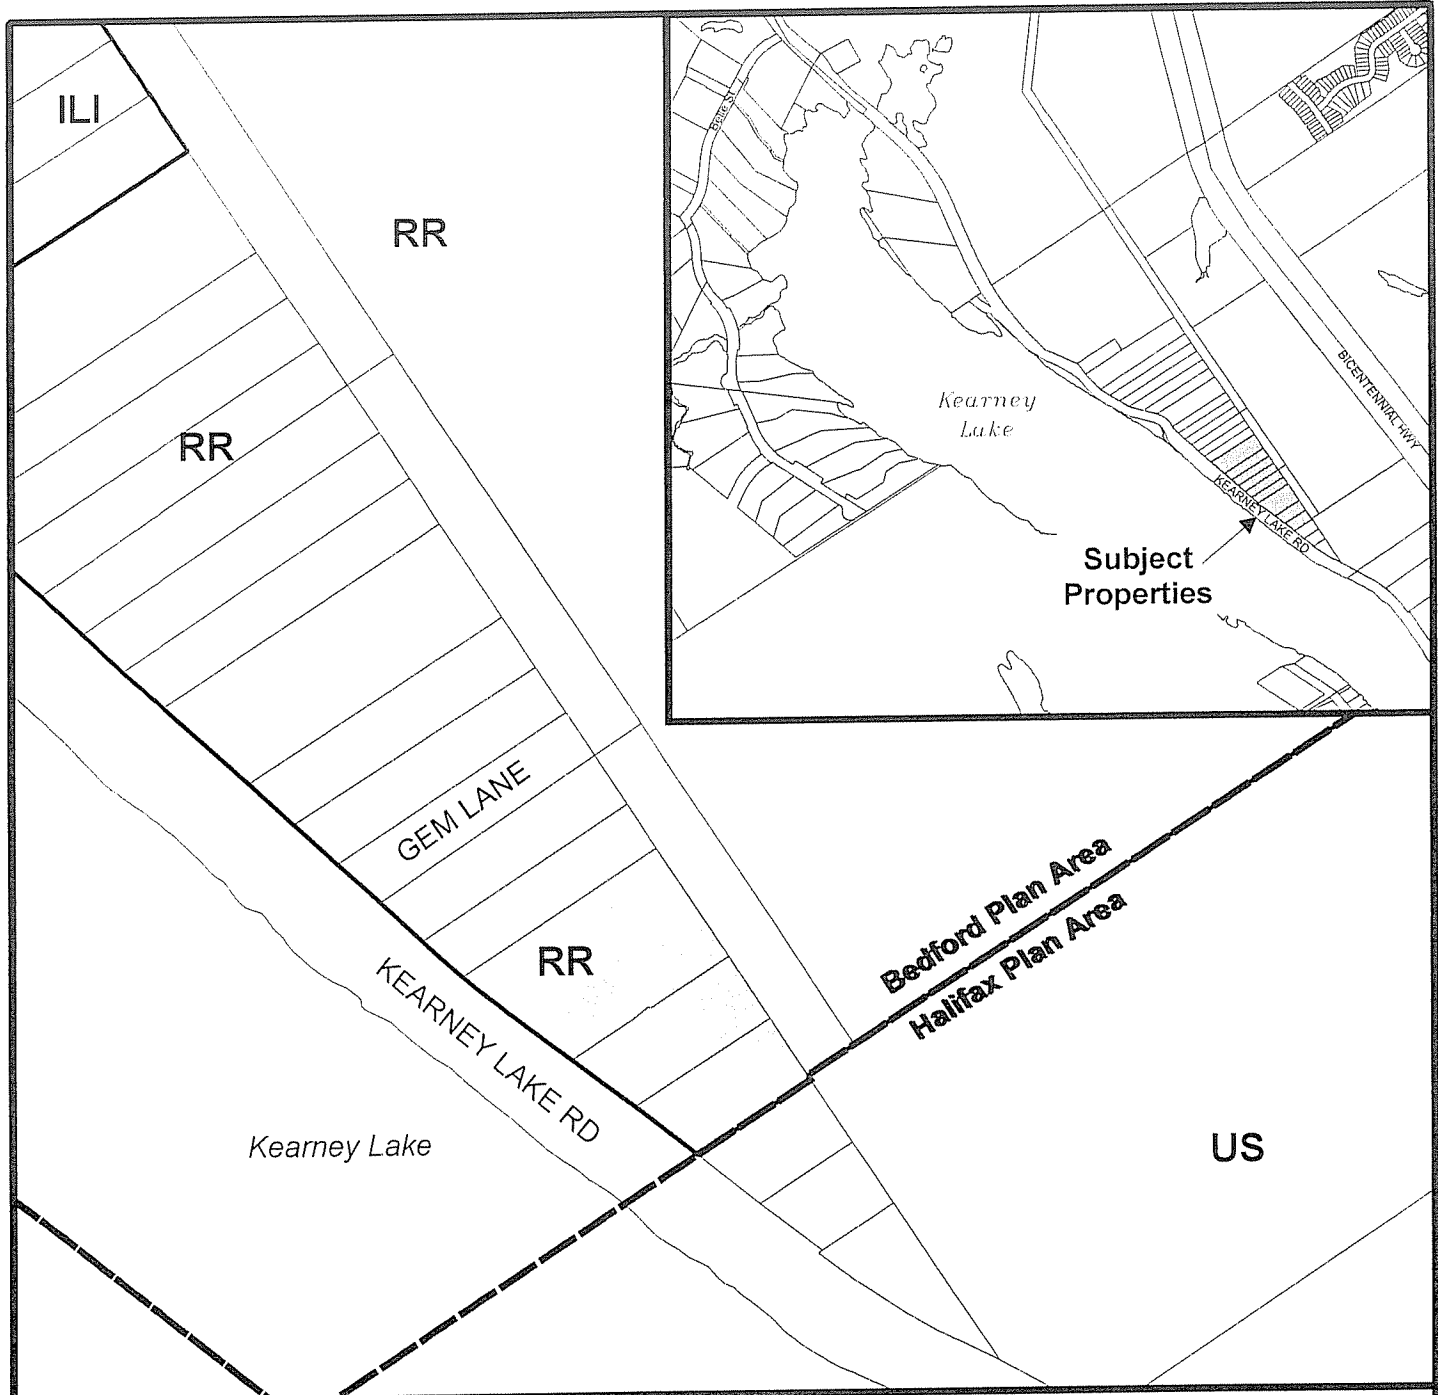 ILI
RR
RR
GEM LANE
RR
KEARNEY LAKE RD
Kearney Lake
Bedford Plan Area
Halifax Plan Area
US
Kearney
Lake
BICENTENNIAL HWY
KEARNEY LAKE RD
Subject
Properties